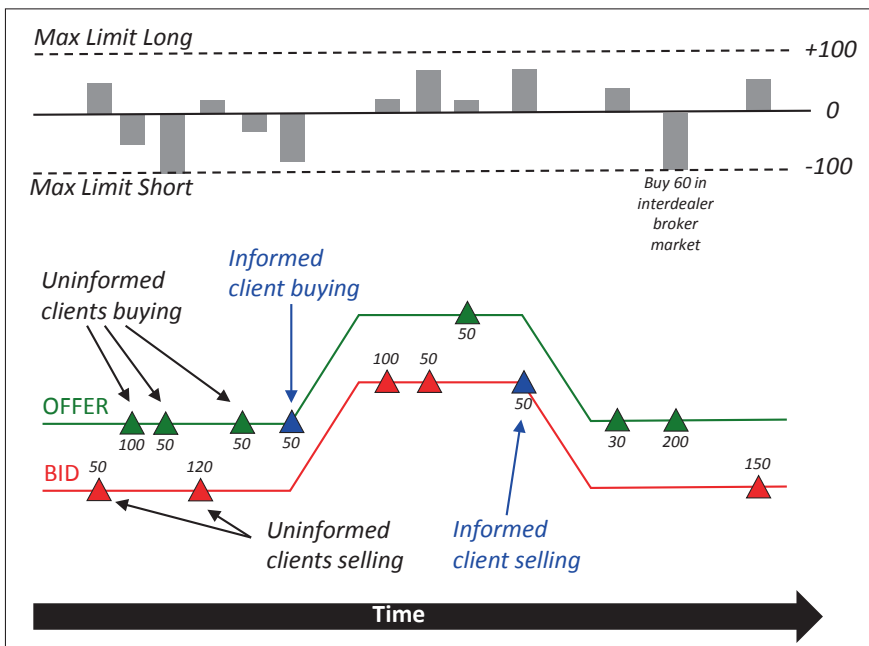 Max Limit Long
+100
0
-100
Max Limit Short
Buy 60 in
interdealer
broker
market
Uninformed
clients buying
Informed
client buying
50
100
50
OFFER
100
50
50
50
50
30
200
BID
50
120
150
Uninformed
clients selling
Informed
client selling
Time